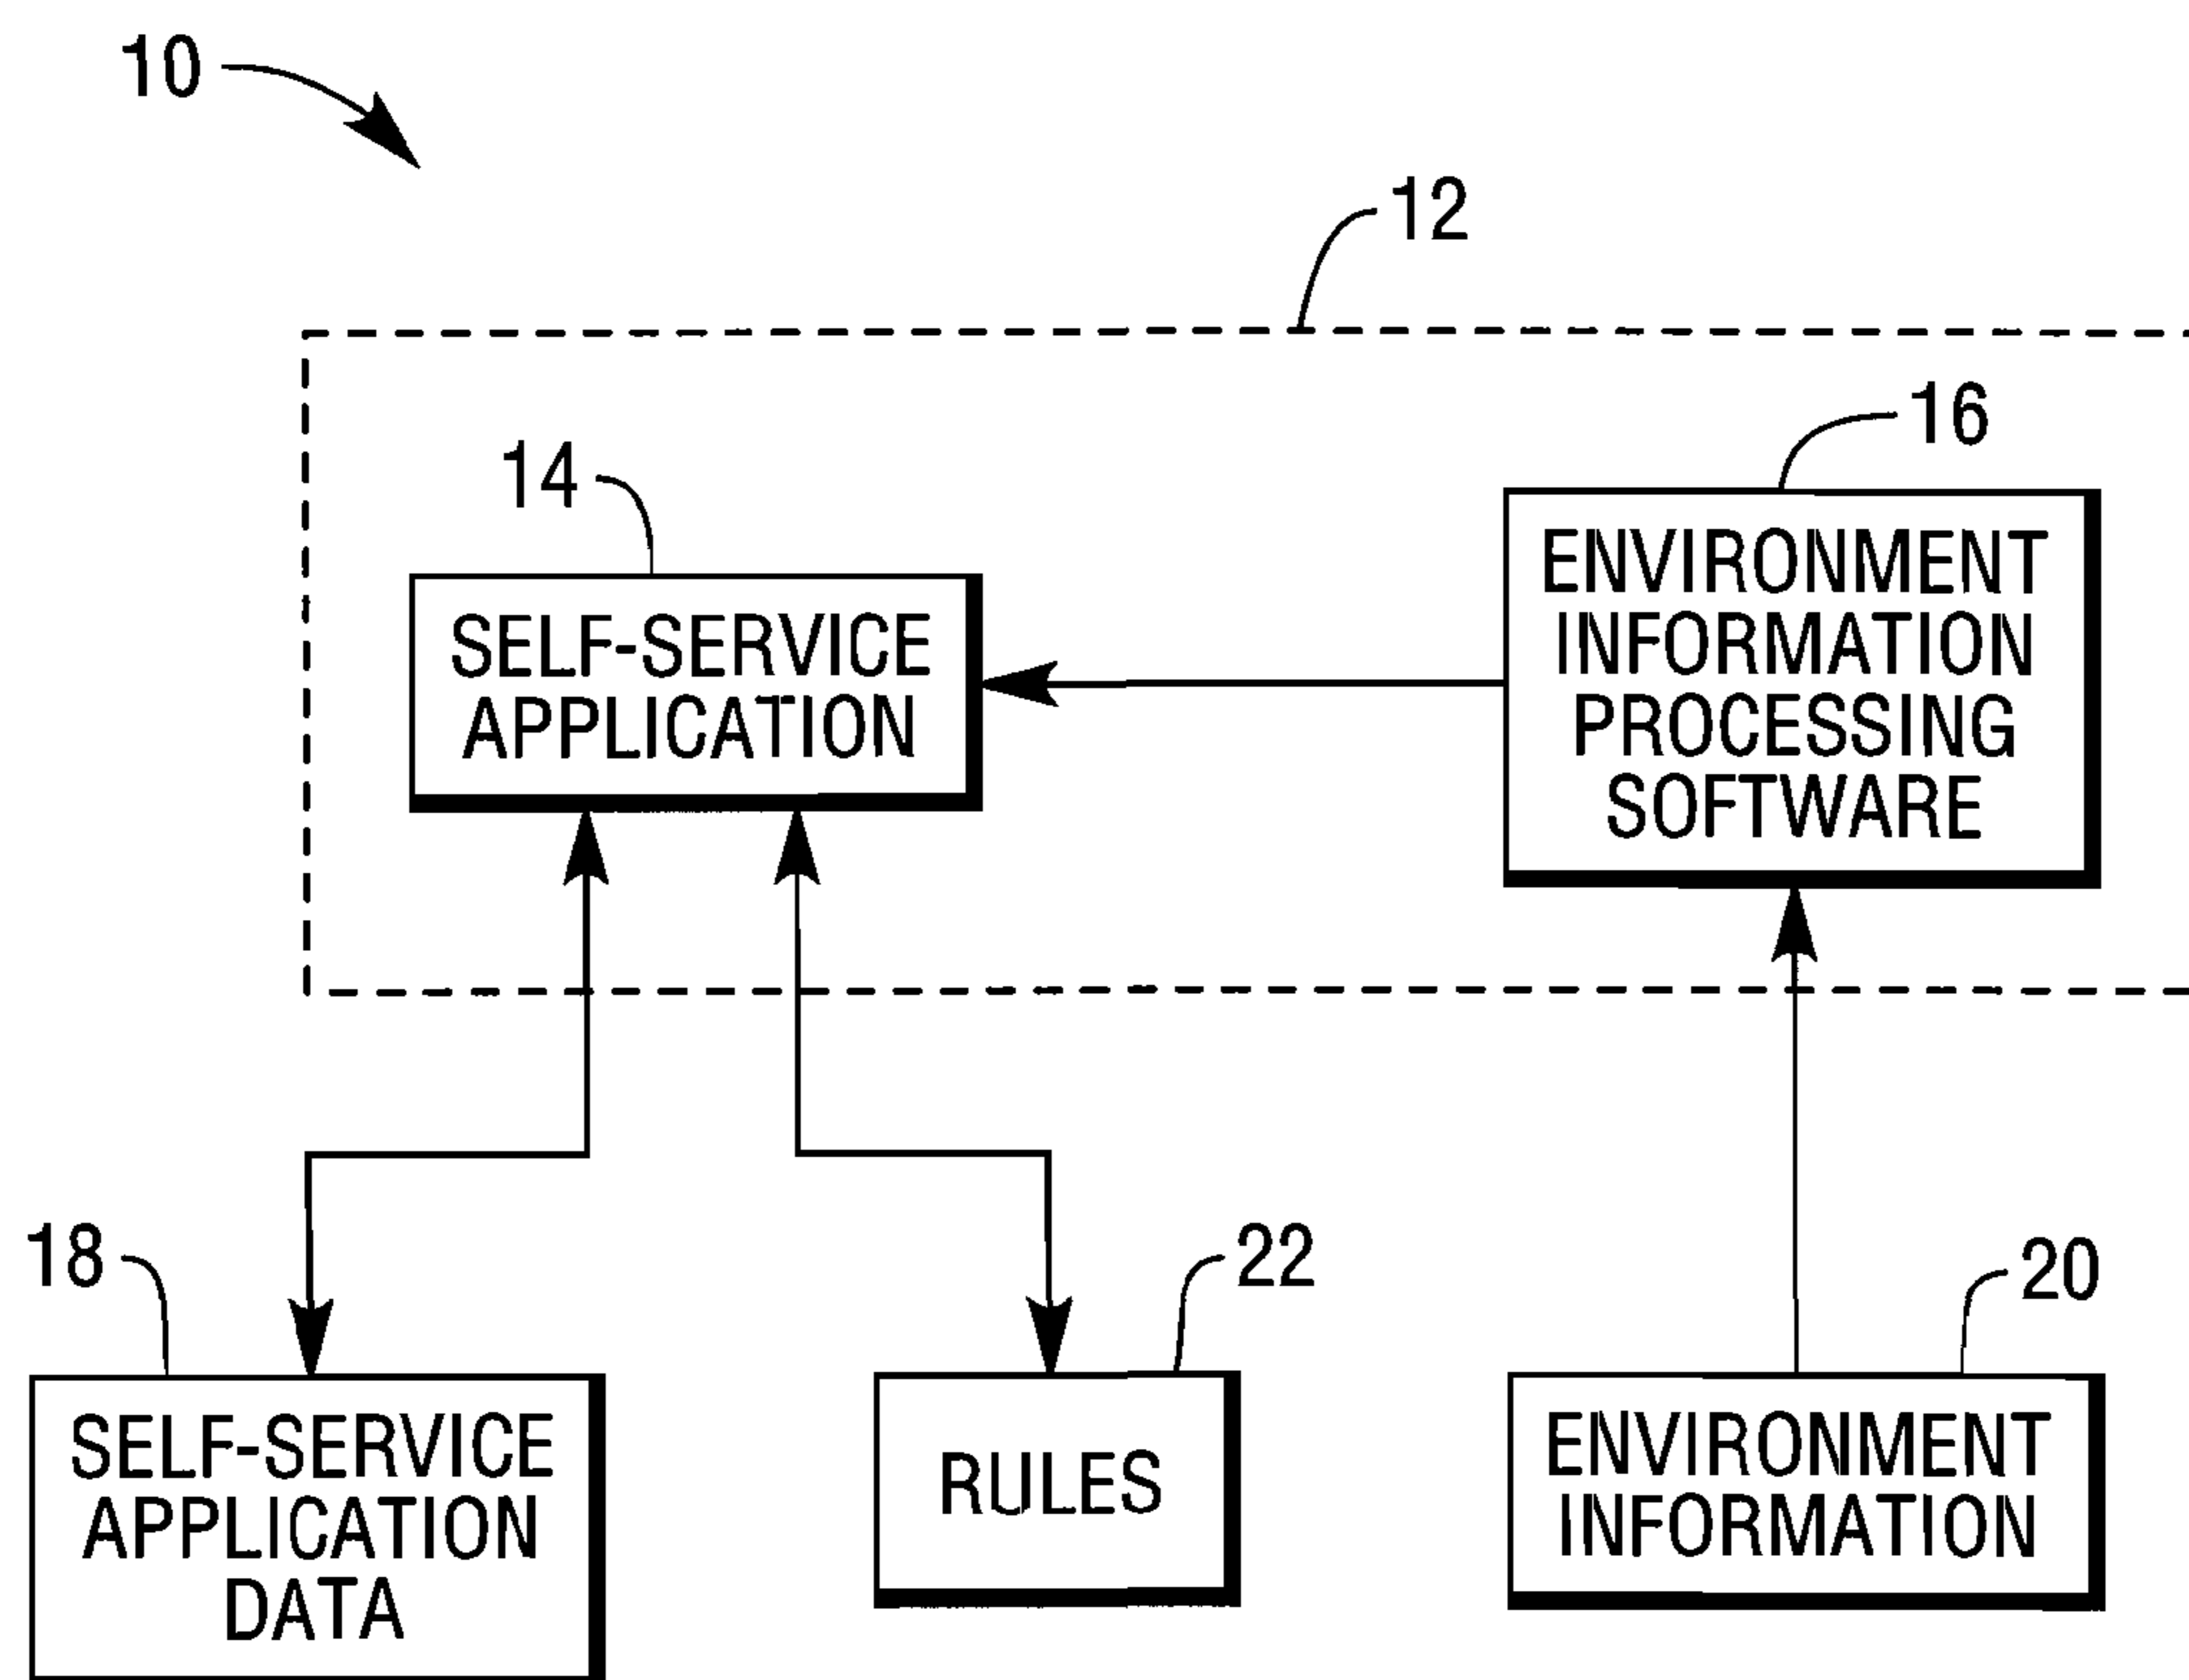 10
12
16
14
ENVIRONMENT
INFORMATION
PROCESSING
SOFTWARE
SELF-SERVICE
APPLICATION
18
22
20
SELF-SERVICE
APPLICATION
DATA
RULES
ENVIRONMENT
INFORMATION